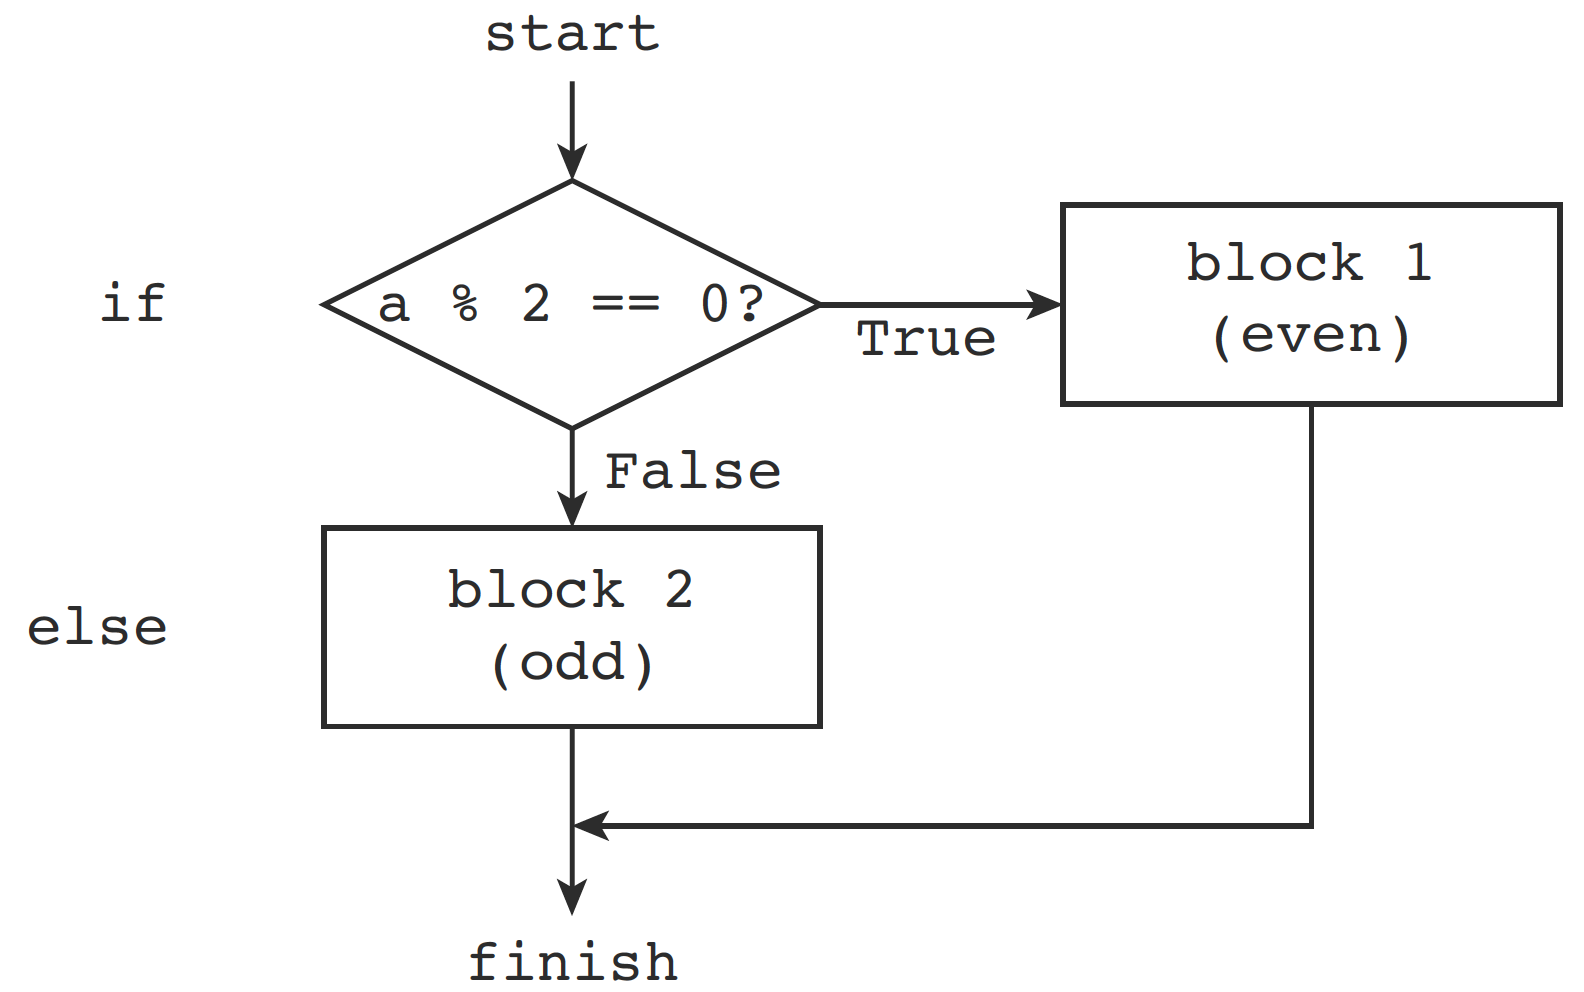 start
if
a % 2 == 0?
True
block 1
(even)
False
else
block 2
(odd)
finish